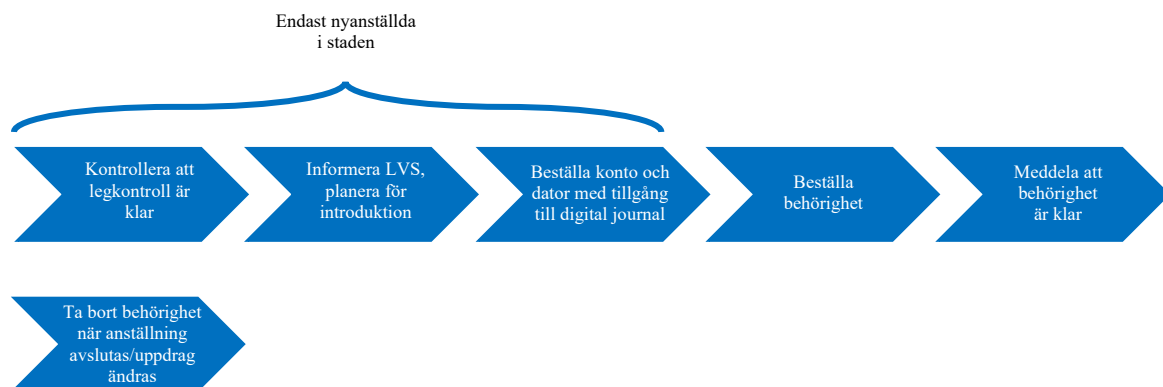 Endast nyanställda
i staden
Kontrollera att
legkontroll är
klar
Informera LVS,
planera för
introduktion
Beställa konto och
dator med tillgång
till digital journal
Beställa
behörighet
Meddela att
behörighet
är klar
Ta bort behörighet
när anställning
avslutas/uppdrag
ändras